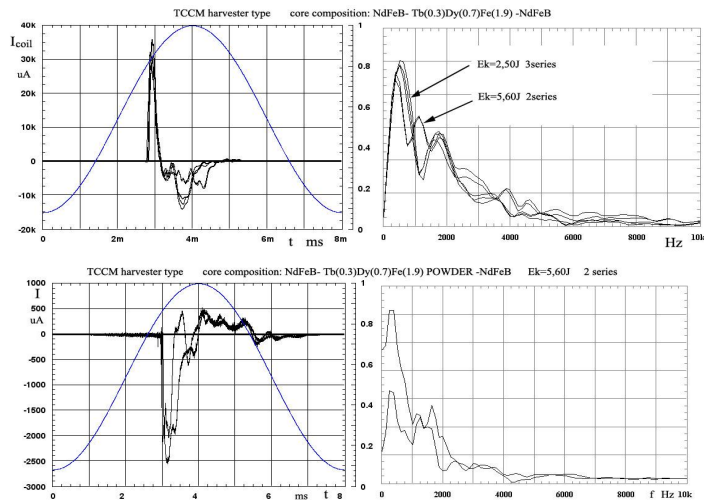 TCCM harvester type core composition: NdFeB- Tb(0.3)Dy(0.7)Fe(1.9) -NdFeB
I coil
uA
40k
30k
20k
10k
0
-10k
-20k
0 2m 4m 6m 8m
t ms
1
0.8
0.6
0.4
0.2
0
Ek=2,50J 3series
Ek=5,60J 2series
0 2000 4000 6000 8000 10k
Hz
TCCM harvester type core composition: NdFeB- Tb(0.3)Dy(0.7)Fe(1.9) POWDER -NdFeB Ek=5,60J 2 series
I
uA
1000
500
0
-500
-1000
-1500
-2000
-2500
-3000
0 2 4 6 8
ms t
1
0.8
0.6
0.4
0.2
0
0 2000 4000 6000 8000 f Hz 10k